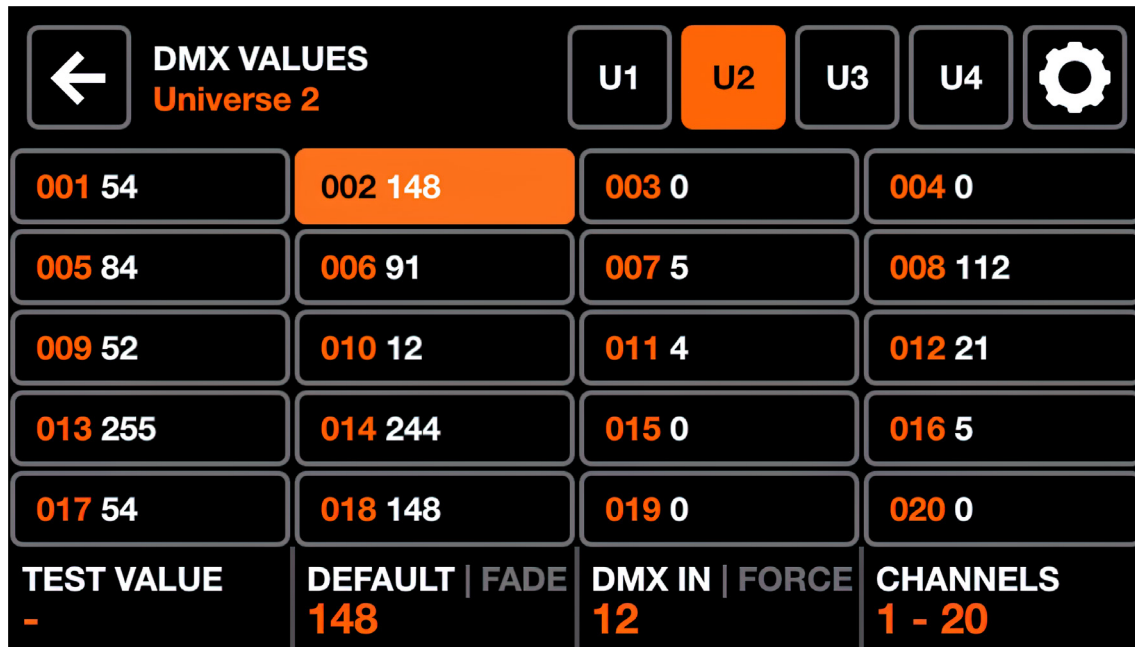 DMX VALUES
Universe 2
U1 U2 U3 U4
001 54 002 148 003 0 004 0
005 84 006 91 007 5 008 112
009 52 010 12 011 4 012 21
013 255 014 244 015 0 016 5
017 54 018 148 019 0 020 0
TEST VALUE DEFAULT | FADE DMX IN | FORCE CHANNELS
- 148 12 1 - 20